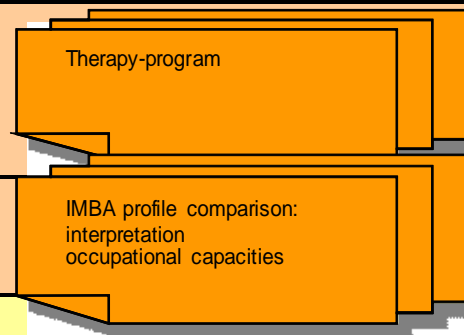 Therapy-program
IMBA profile comparison:
interpretation
occupational capacities